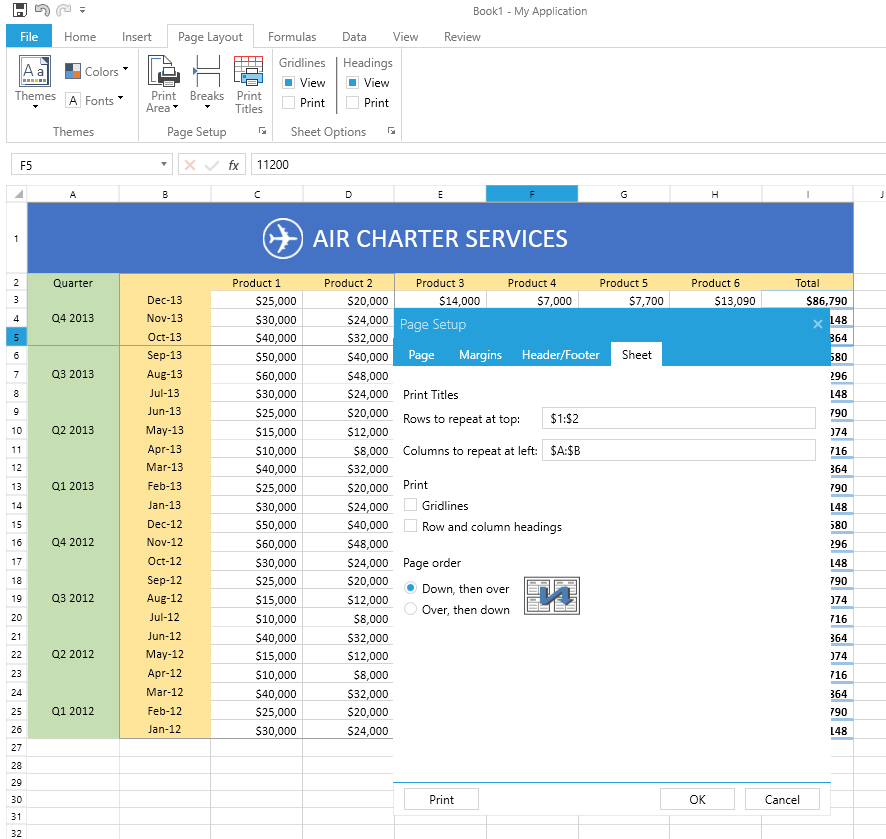 Book1 - My Application
File Home Insert Page Layout Formulas Data View Review
Aa Colors Gridlines Headings
A Fonts View View
Themes Print Area Breaks Print Titles Print Print
Themes Page Setup Sheet Options
F5 fx 11200
A B C D E F G H I J
1 AIR CHARTER SERVICES
2 Quarter Product 1 Product 2 Product 3 Product 4 Product 5 Product 6 Total
3 Dec-13 $25,000 $20,000 $14,000 $7,000 $7,700 $13,090 $86,790
4 Q4 2013 Nov-13 $30,000 $24,000 148
5 Oct-13 $40,000 $32,000 864
6 Sep-13 $50,000 $40,000 580
7 Q3 2013 Aug-13 $60,000 $48,000 296
8 Jul-13 $30,000 $24,000 148
9 Jun-13 $25,000 $20,000 790
10 Q2 2013 May-13 $15,000 $12,000 074
11 Apr-13 $10,000 $8,000 716
12 Mar-13 $40,000 $32,000 864
13 Q1 2013 Feb-13 $25,000 $20,000 790
14 Jan-13 $30,000 $24,000 148
15 Dec-12 $50,000 $40,000 580
16 Q4 2012 Nov-12 $60,000 $48,000 296
17 Oct-12 $30,000 $24,000 148
18 Sep-12 $25,000 $20,000 790
19 Q3 2012 Aug-12 $15,000 $12,000 074
20 Jul-12 $10,000 $8,000 716
21 Jun-12 $40,000 $32,000 864
22 Q2 2012 May-12 $15,000 $12,000 074
23 Apr-12 $10,000 $8,000 716
24 Mar-12 $40,000 $32,000 864
25 Q1 2012 Feb-12 $25,000 $20,000 790
26 Jan-12 $30,000 $24,000 148
27
28
29
30
31
32
Page Setup
Page Margins Header/Footer Sheet
Print Titles
Rows to repeat at top: $1:$2
Columns to repeat at left: $A:$B
Print
Gridlines
Row and column headings
Page order
Down, then over
Over, then down
Print OK Cancel